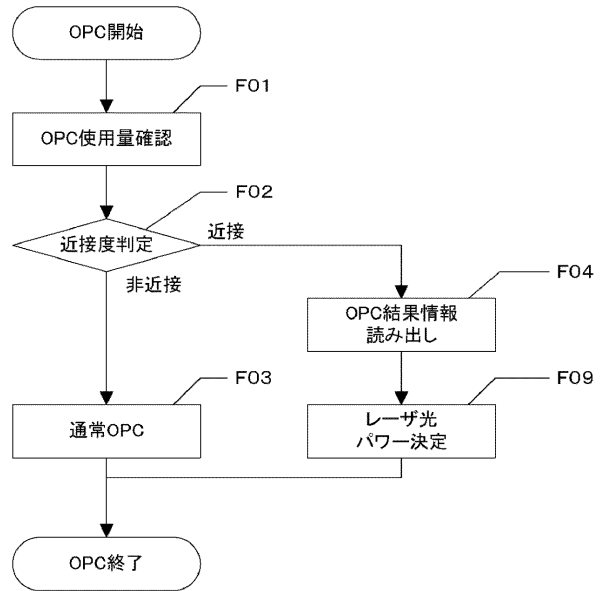 OPC開始
F01
OPC使用量確認
F02
近接度判定
近接
非近接
F04
OPC結果情報
読み出し
F03
通常OPC
F09
レーザ光
パワー決定
OPC終了